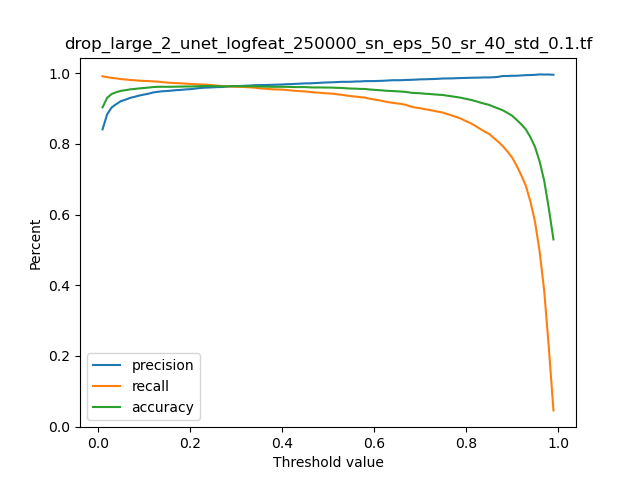 drop_large_2_unet_logfeat_250000_sn_eps_50_sr_40_std_0.1.tf
1.0
0.8
0.6
0.4
0.2
0.0
Percent
precision
recall
accuracy
0.0 0.2 0.4 0.6 0.8 1.0
Threshold value